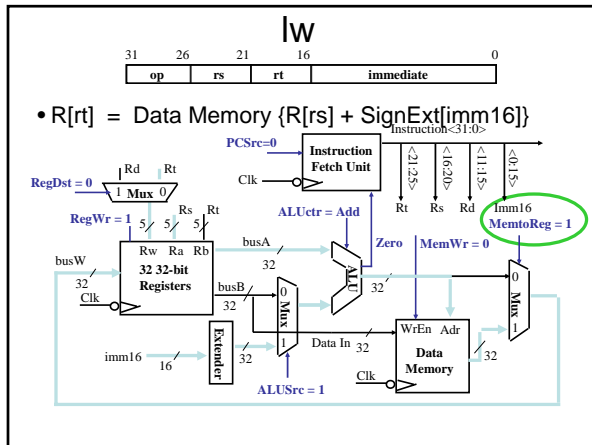 lw
31 26 21 16 0
op rs rt immediate
• R[rt] = Data Memory {R[rs] + SignExt[imm16]}
Instruction<31:0>
PCSrc=0
Instruction
Fetch Unit
Clk
<21:25>
<16:20>
<11:15>
<0:15>
Rt Rs Rd Imm16
Rd Rt
RegDst = 0
1 Mux 0
RegWr = 1
Rs Rt
5 5 5
ALUctr = Add
Zero
MemWr = 0
MemtoReg = 1
busA
32
Rw Ra Rb
32 32-bit
Registers
busW
32
Clk
busB
32
0
Mux
1
ALU
32
0
Mux
1
imm16
16
Extender
32
Data In
32
ALUSrc = 1
WrEn Adr
Data
Memory
32
Clk